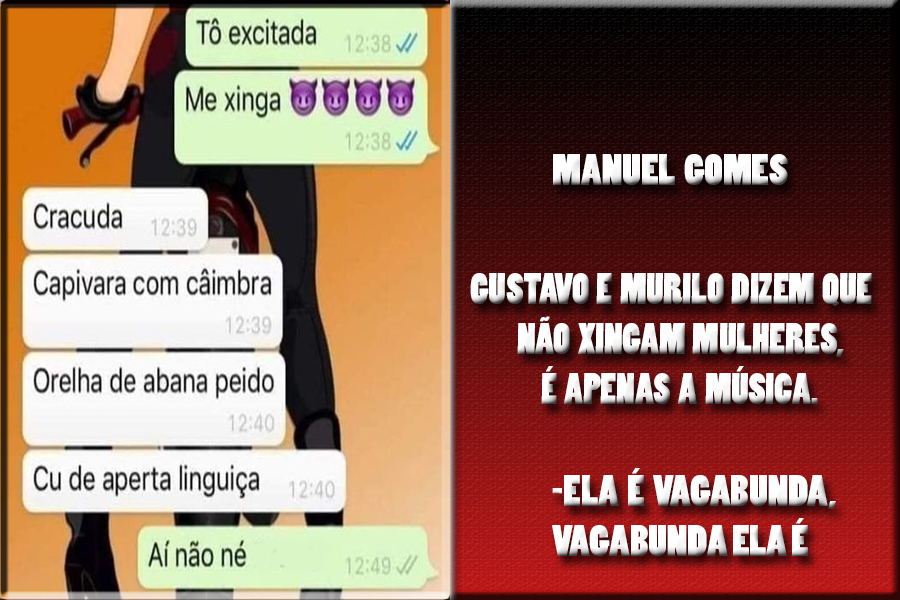 Tô excitada
12:38
Me xinga 😈😈😈😈
12:38
Cracuda
12:39
Capivara com câimbra
12:39
Orelha de abana peido
12:40
Cu de aperta linguiça
12:40
Aí não né
12:49
MANUEL GOMES
GUSTAVO E MURILO DIZEM QUE
NÃO XINGAM MULHERES,
É APENAS A MÚSICA.
-ELA É VAGABUNDA,
VAGABUNDA ELA É